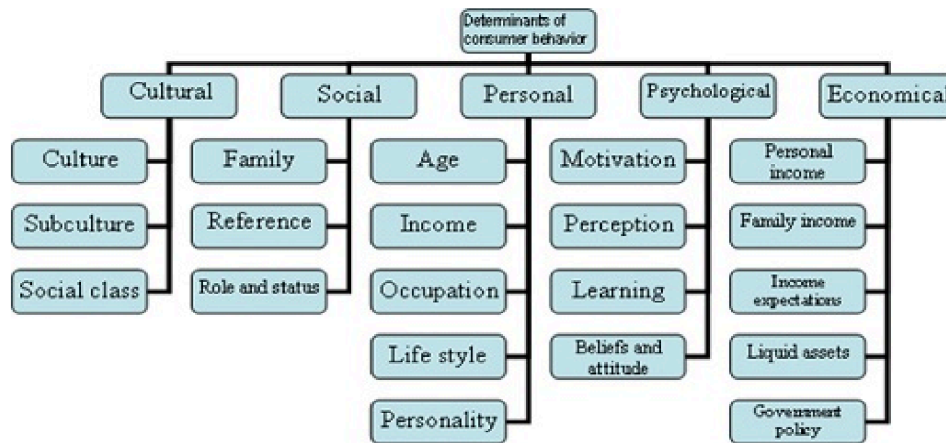 Determinants of
consumer behavior
Cultural
Social
Personal
Psychological
Economical
Culture
Subculture
Social class
Family
Reference
Role and status
Age
Income
Occupation
Life style
Personality
Motivation
Perception
Learning
Beliefs and
attitude
Personal
income
Family income
Income
expectations
Liquid assets
Government
policy